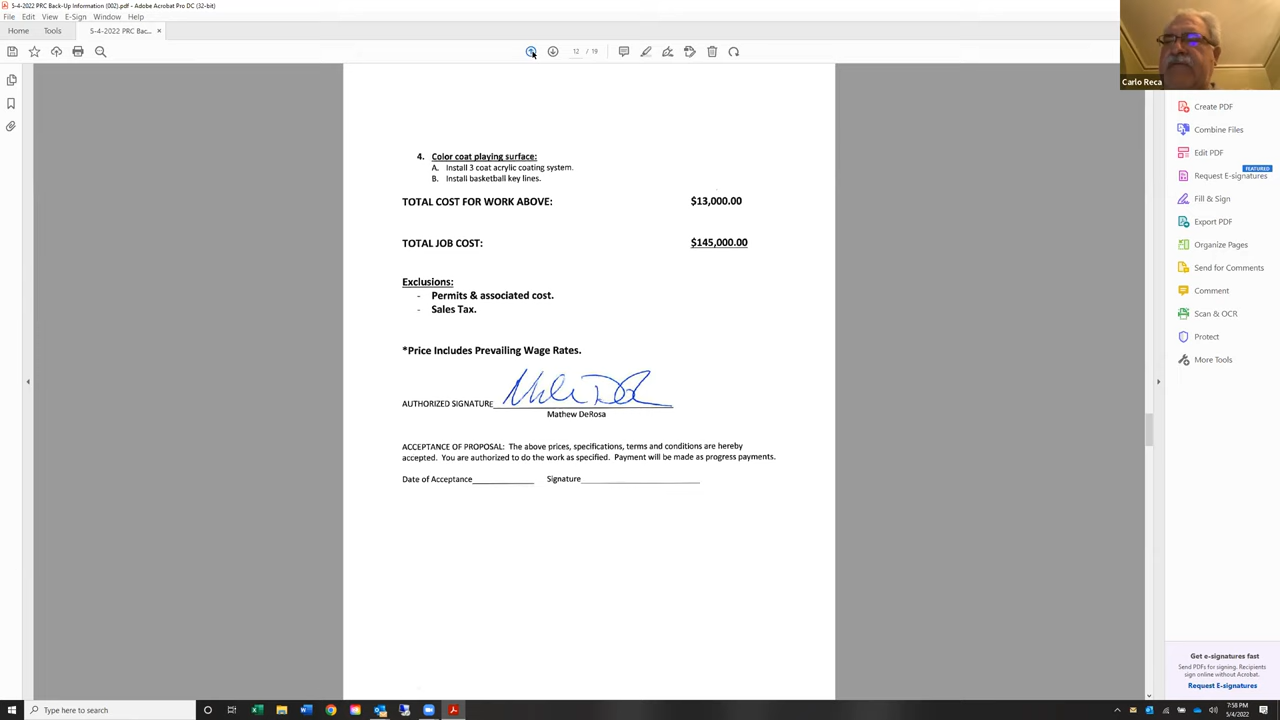 5-4-2022 PRC Back-Up Information (002).pdf - Adobe Acrobat Pro DC (32-bit)
File Edit View E-Sign Window Help
Home Tools 5-4-2022 PRC Bac... ×
12 / 19
Carlo Reca
4. Color coat playing surface:
A. Install 3 coat acrylic coating system.
B. Install basketball key lines.
TOTAL COST FOR WORK ABOVE: $13,000.00
TOTAL JOB COST: $145,000.00
Exclusions:
- Permits & associated cost.
- Sales Tax.
*Price Includes Prevailing Wage Rates.
AUTHORIZED SIGNATURE
Mathew DeRosa
ACCEPTANCE OF PROPOSAL: The above prices, specifications, terms and conditions are hereby
accepted. You are authorized to do the work as specified. Payment will be made as progress payments.
Date of Acceptance Signature
Create PDF
Combine Files
Edit PDF
FEATURED
Request E-signatures
Fill & Sign
Export PDF
Organize Pages
Send for Comments
Comment
Scan & OCR
Protect
More Tools
Get e-signatures fast
Send PDFs for signing. Recipients
sign online without Acrobat.
Request E-signatures
Type here to search
7:58 PM
5/4/2022